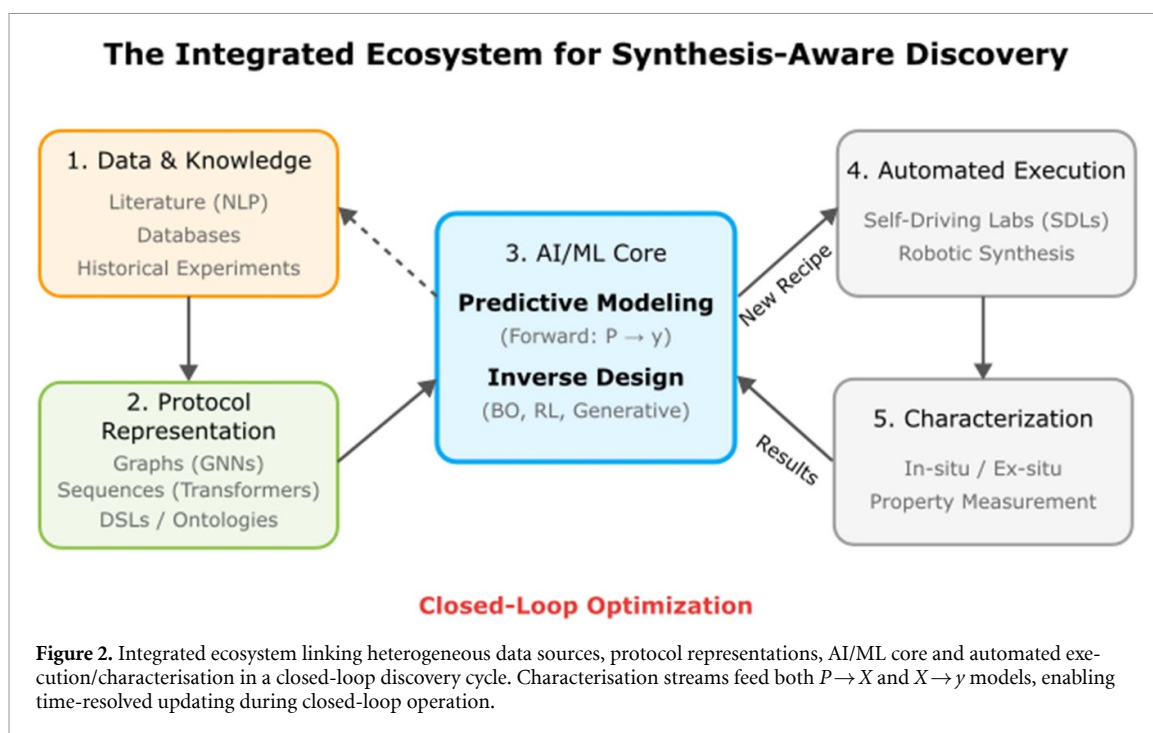 The Integrated Ecosystem for Synthesis-Aware Discovery
1. Data & Knowledge
Literature (NLP)
Databases
Historical Experiments
2. Protocol
Representation
Graphs (GNNs)
Sequences (Transformers)
DSLs / Ontologies
3. AI/ML Core
Predictive Modeling
(Forward: P → y)
Inverse Design
(BO, RL, Generative)
New Recipe
4. Automated Execution
Self-Driving Labs (SDLs)
Robotic Synthesis
5. Characterization
In-situ / Ex-situ
Property Measurement
Results
Closed-Loop Optimization
Figure 2. Integrated ecosystem linking heterogeneous data sources, protocol representations, AI/ML core and automated exe-
cution/characterisation in a closed-loop discovery cycle. Characterisation streams feed both P→X and X→y models, enabling
time-resolved updating during closed-loop operation.